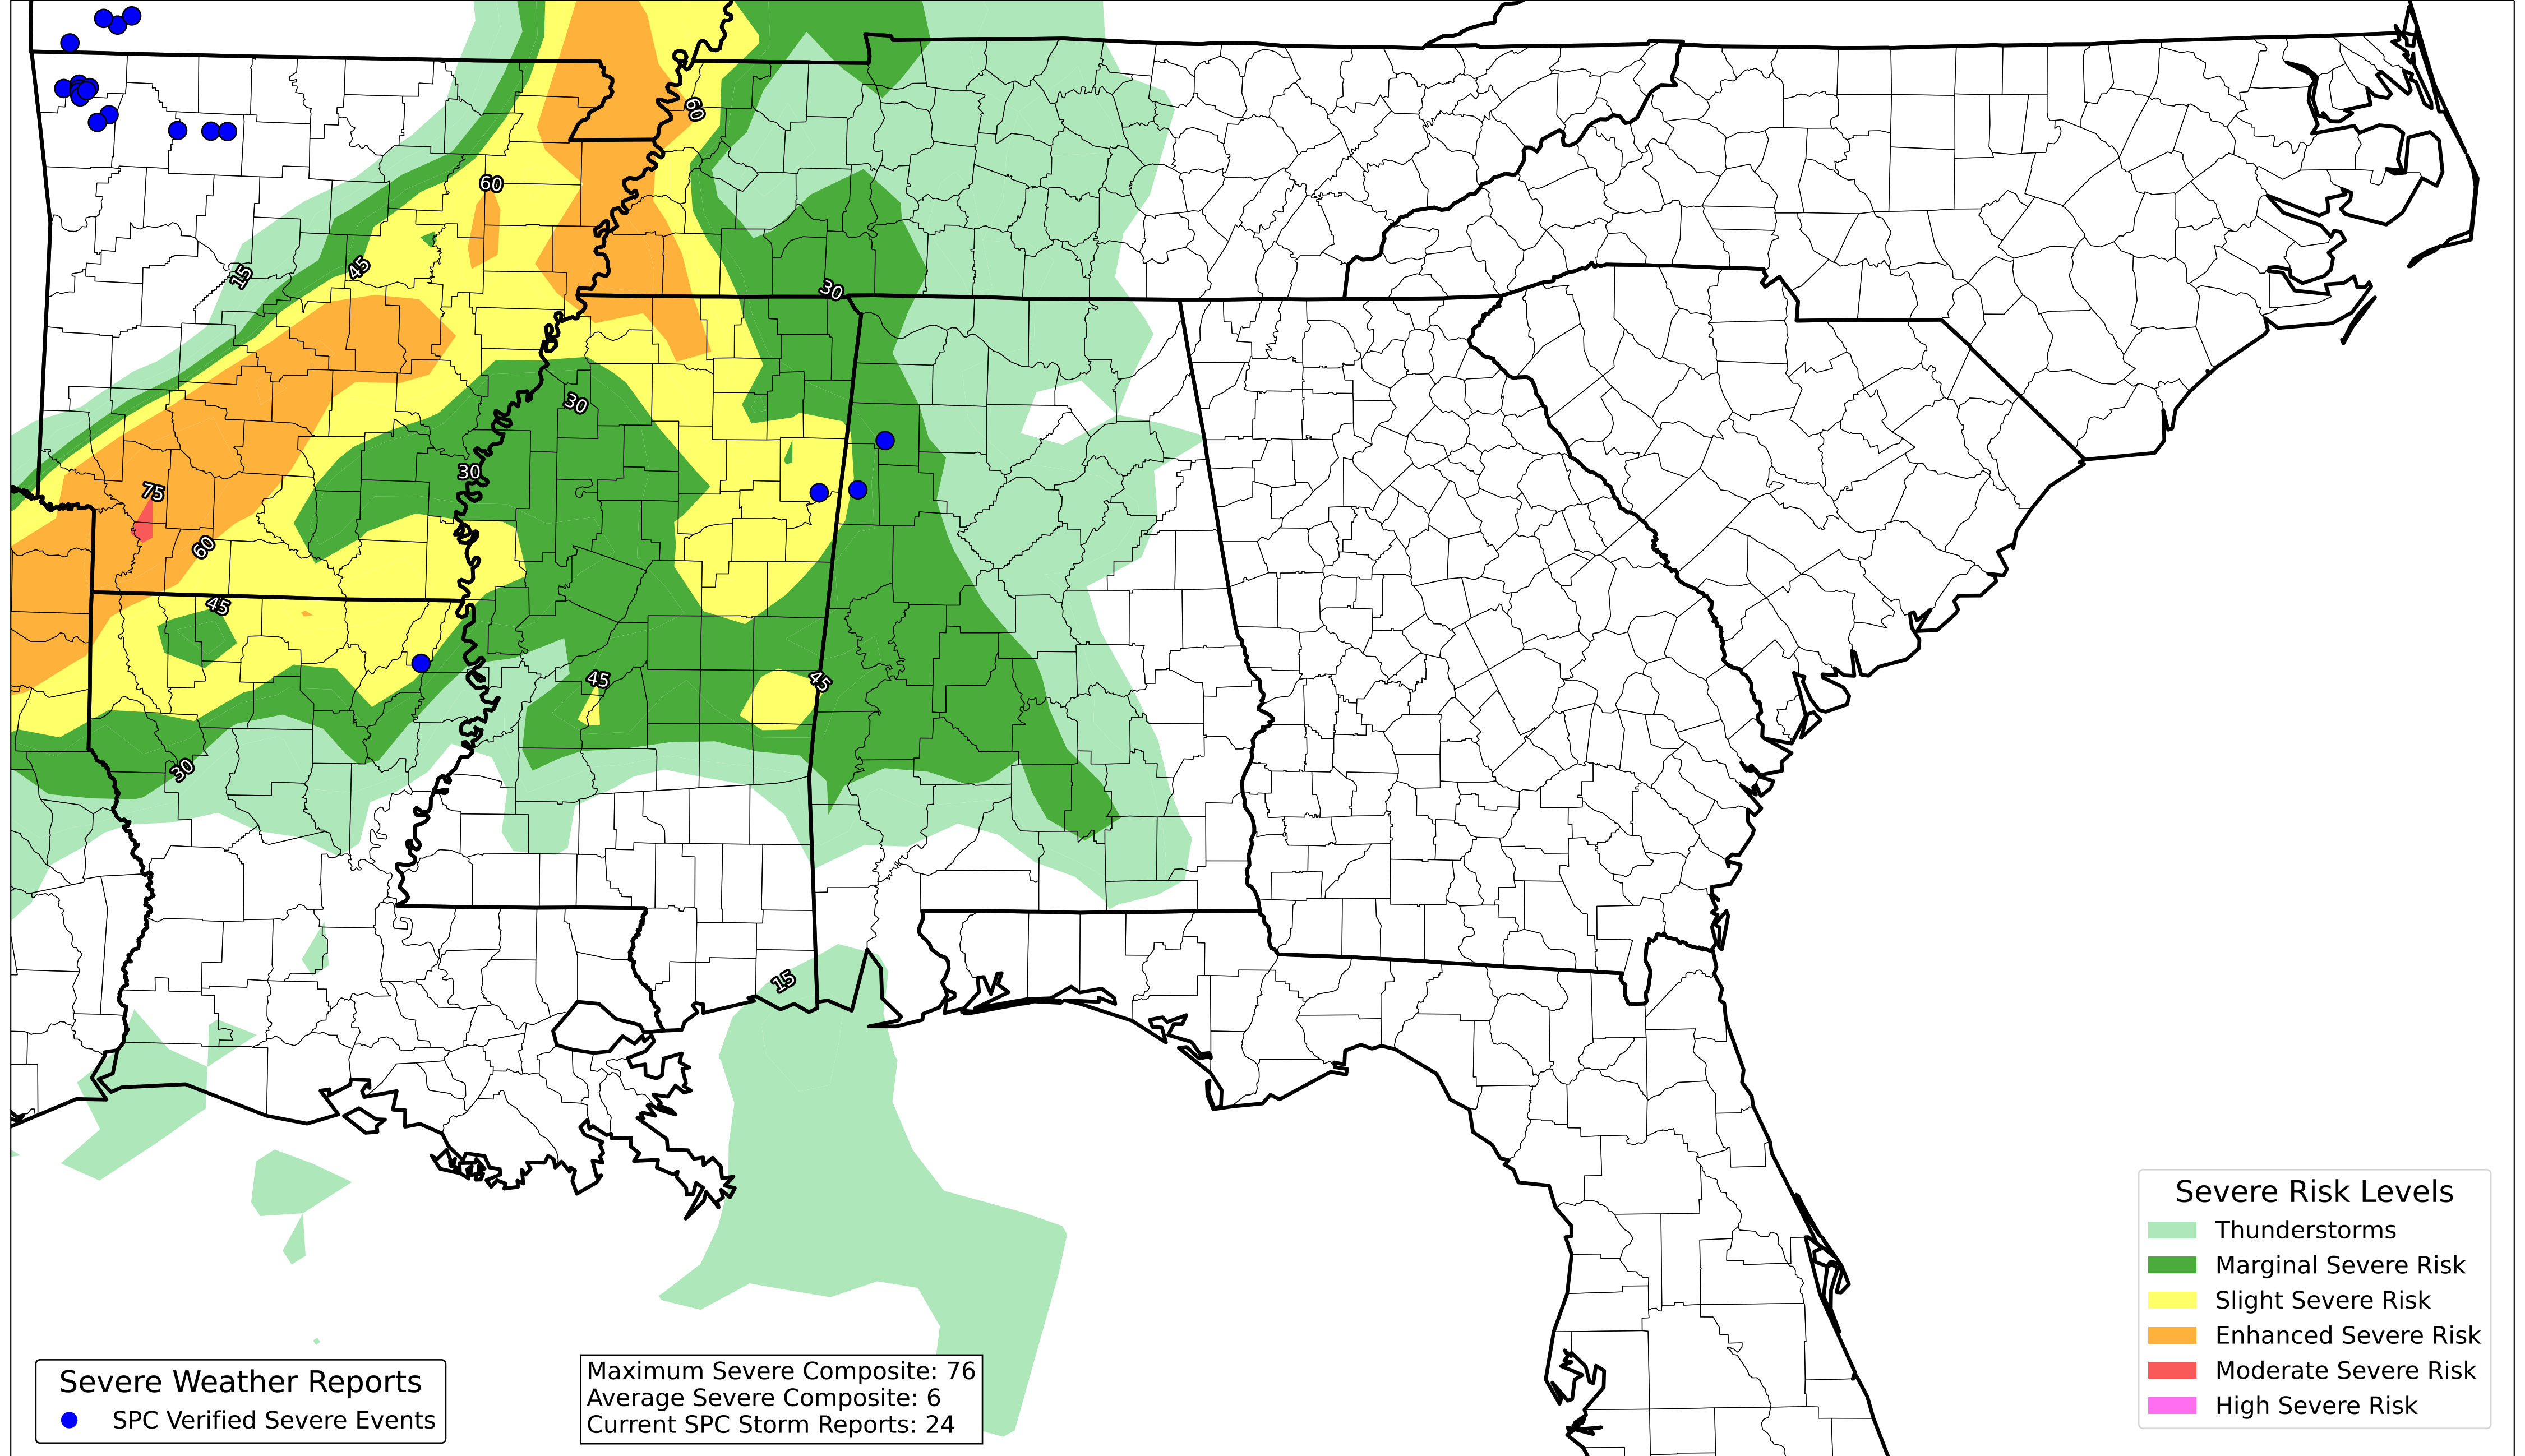 60
60
15
45
30
30
30
75
60
45
45
45
30
15
Severe Risk Levels
Thunderstorms
Marginal Severe Risk
Slight Severe Risk
Enhanced Severe Risk
Moderate Severe Risk
High Severe Risk
Severe Weather Reports
SPC Verified Severe Events
Maximum Severe Composite: 76
Average Severe Composite: 6
Current SPC Storm Reports: 24